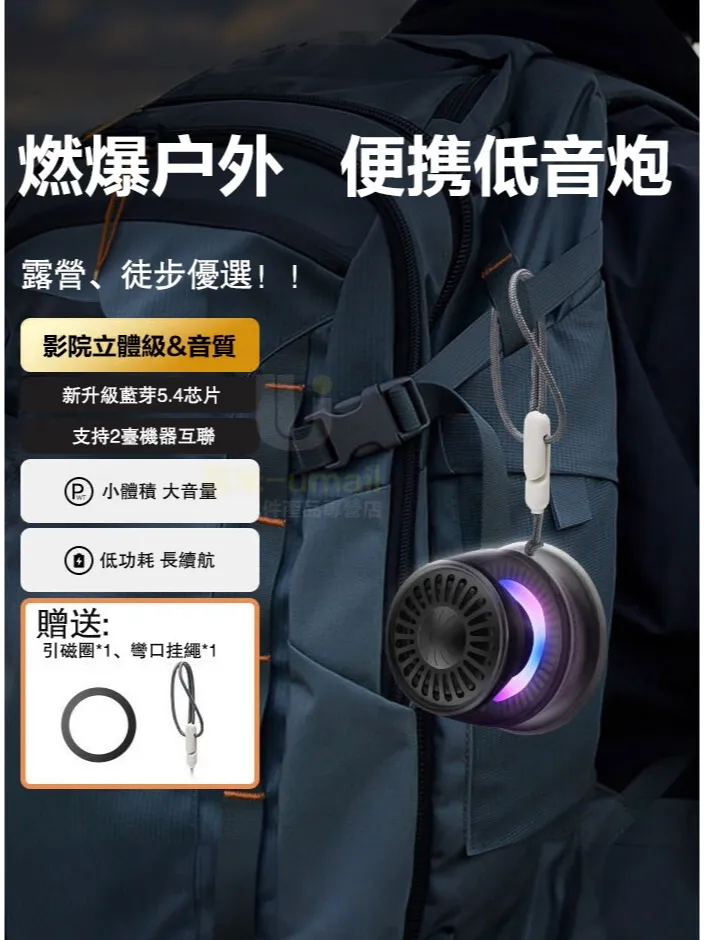 燃爆户外 便携低音炮
露營、徒步優選！！
影院立體級&音質
新升級藍芽5.4芯片
支持2臺機器互聯
小體積 大音量
低功耗 長續航
贈送:
引磁圈*1、彎口挂繩*1